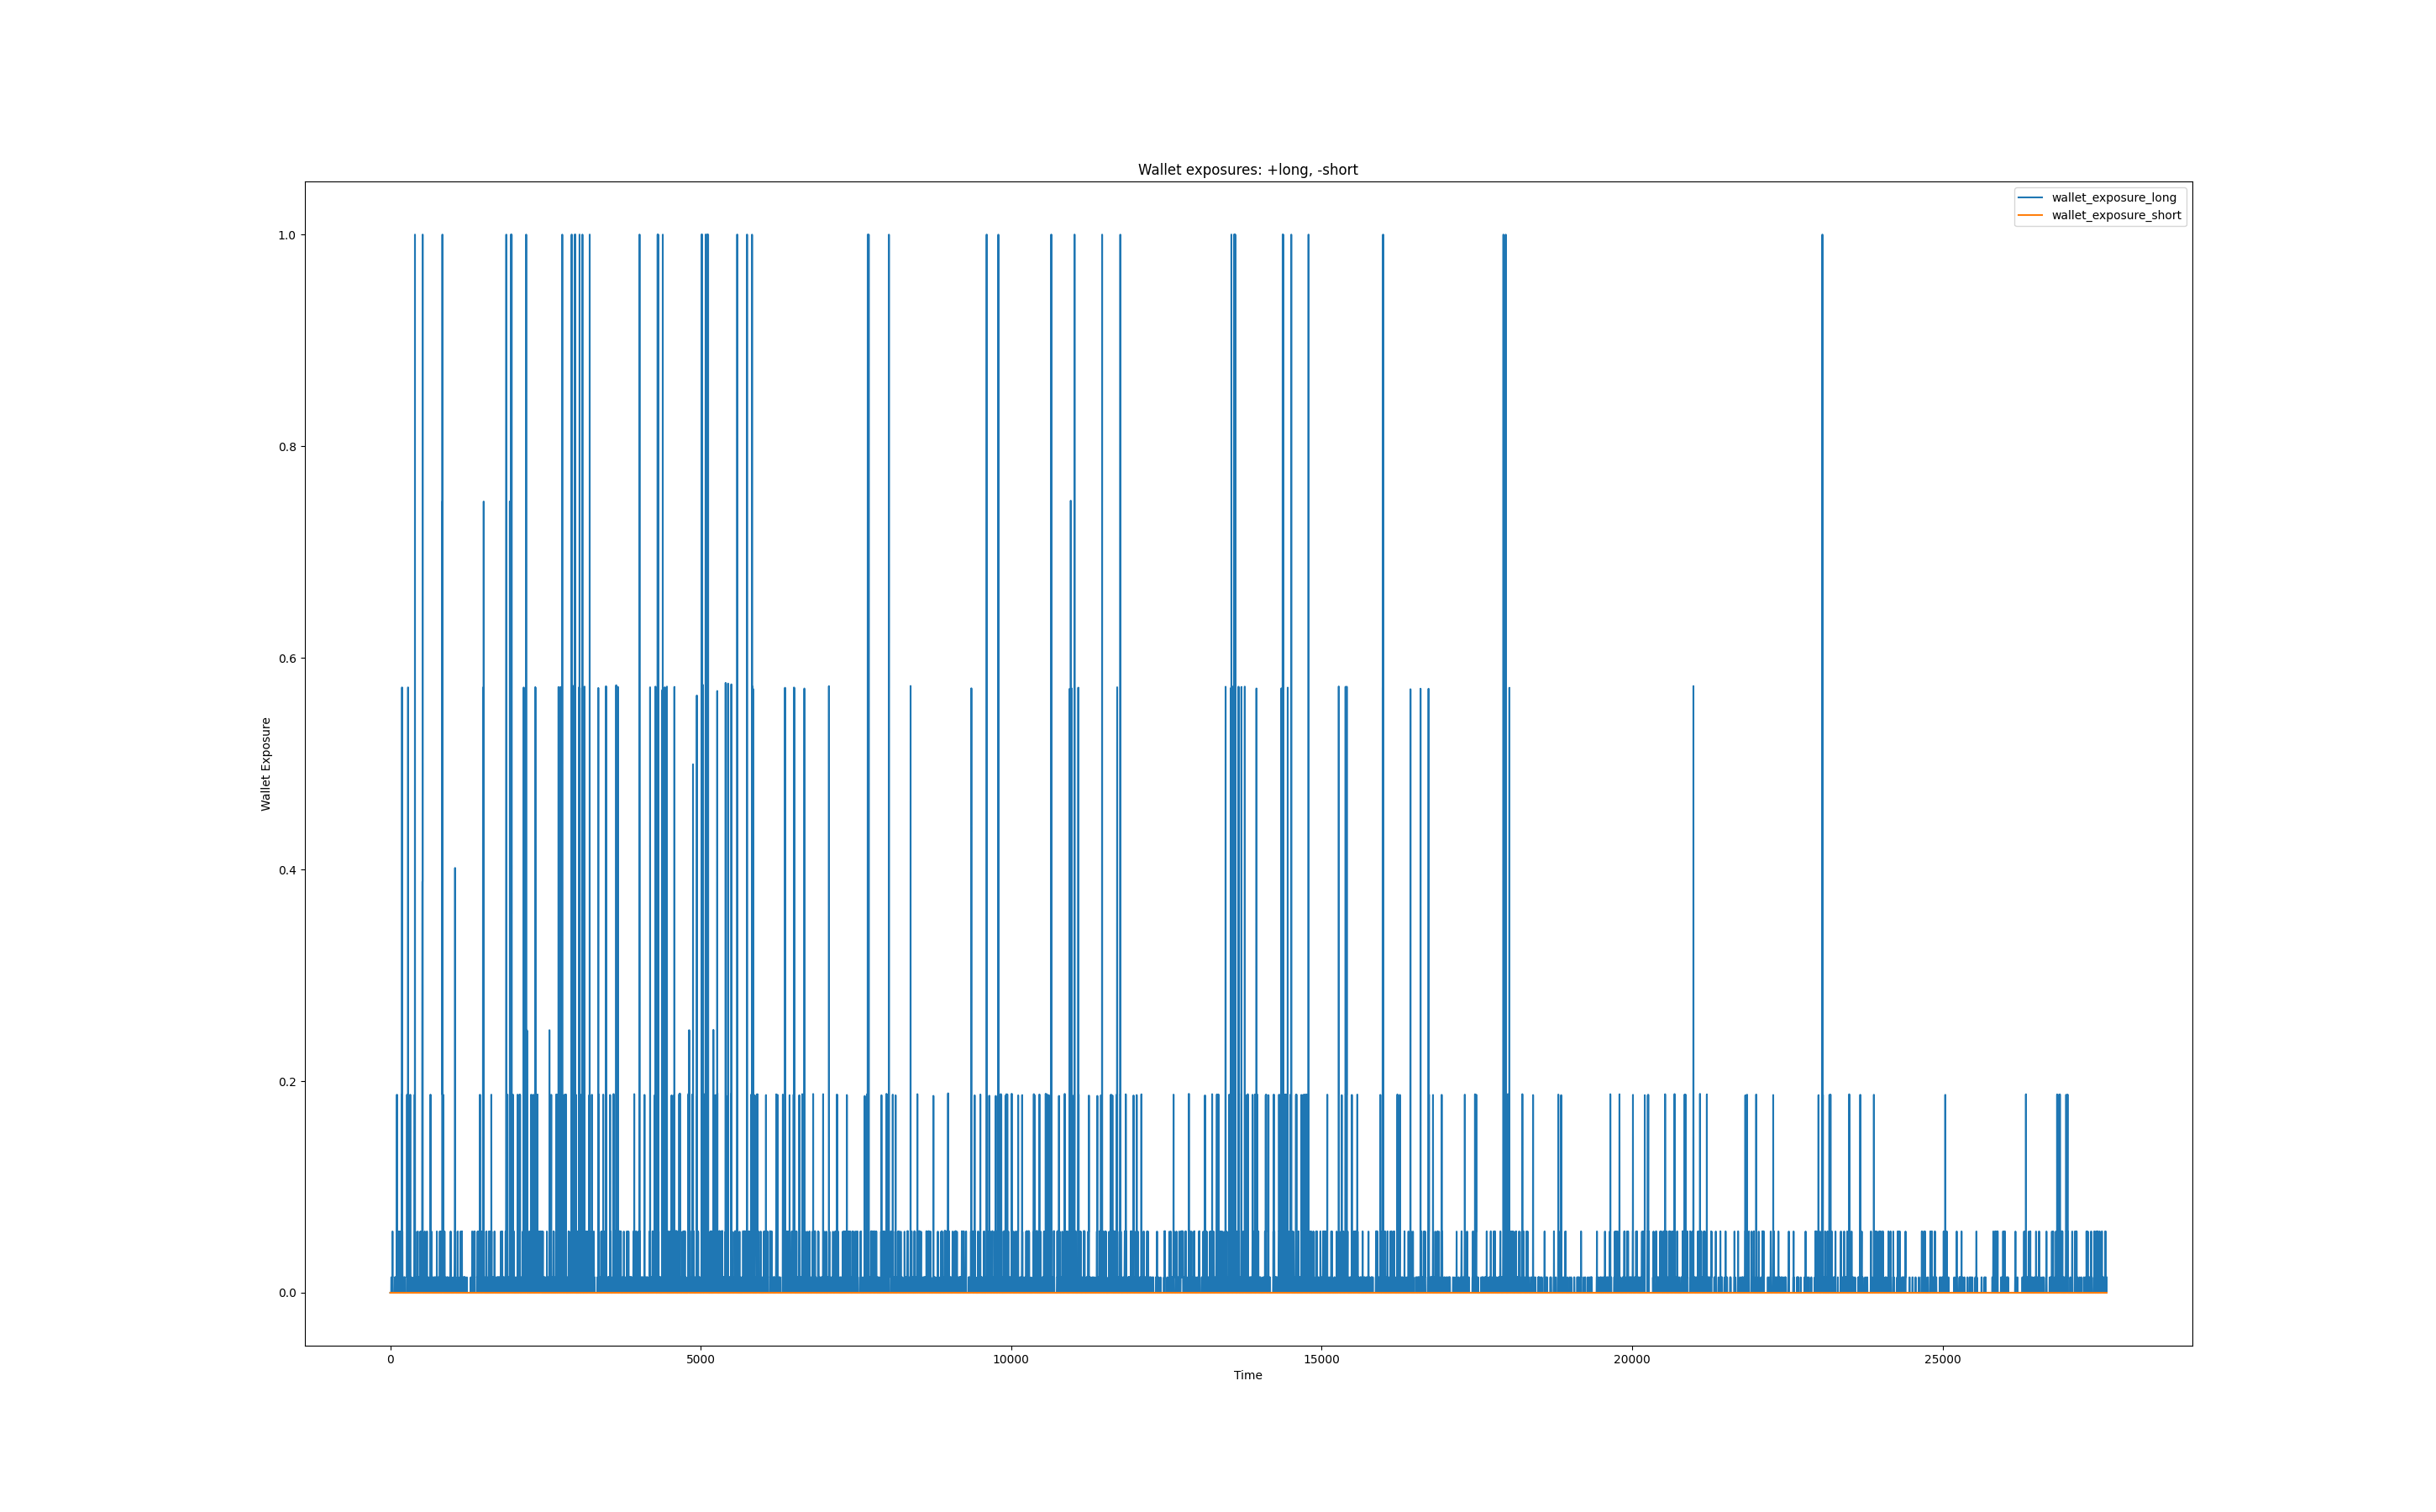 Wallet exposures: +long, -short
wallet_exposure_long
wallet_exposure_short
1.0
0.8
0.6
0.4
0.2
0.0
Wallet Exposure
0 5000 10000 15000 20000 25000
Time